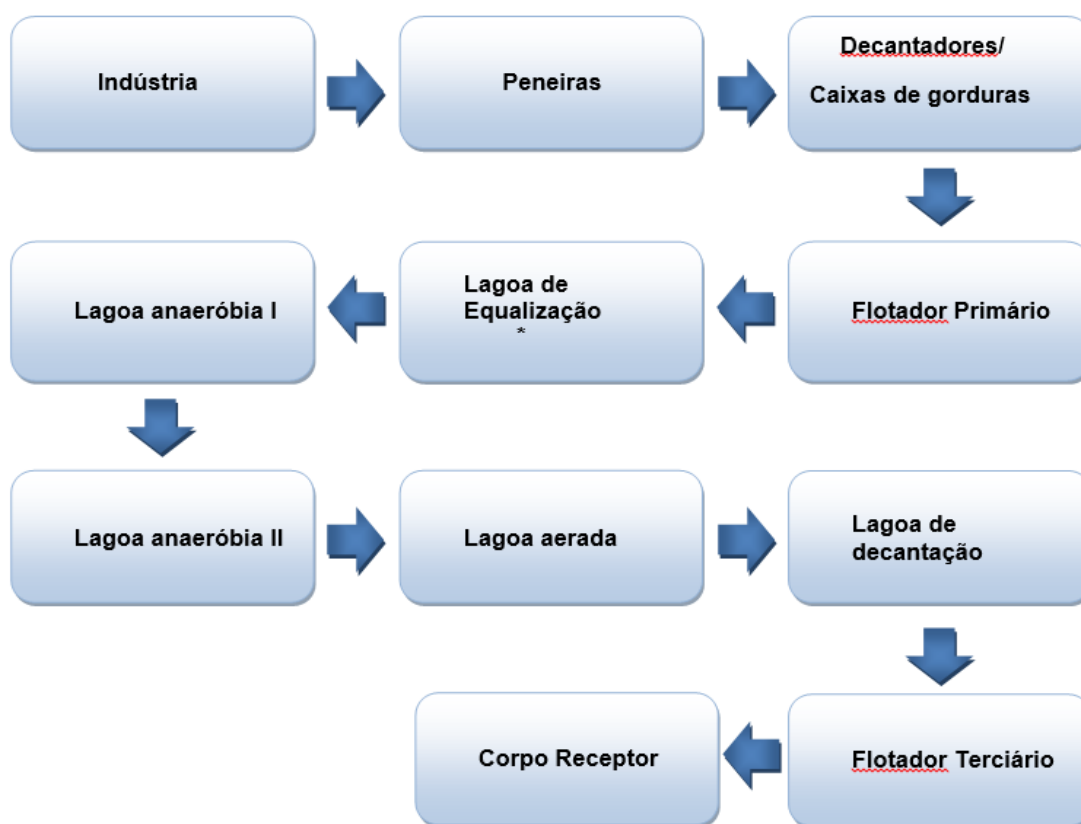 Indústria
Peneiras
Decantadores/
Caixas de gorduras
Flotador Primário
Lagoa de
Equalização
*
Lagoa anaeróbia I
Lagoa anaeróbia II
Lagoa aerada
Lagoa de
decantação
Flotador Terciário
Corpo Receptor